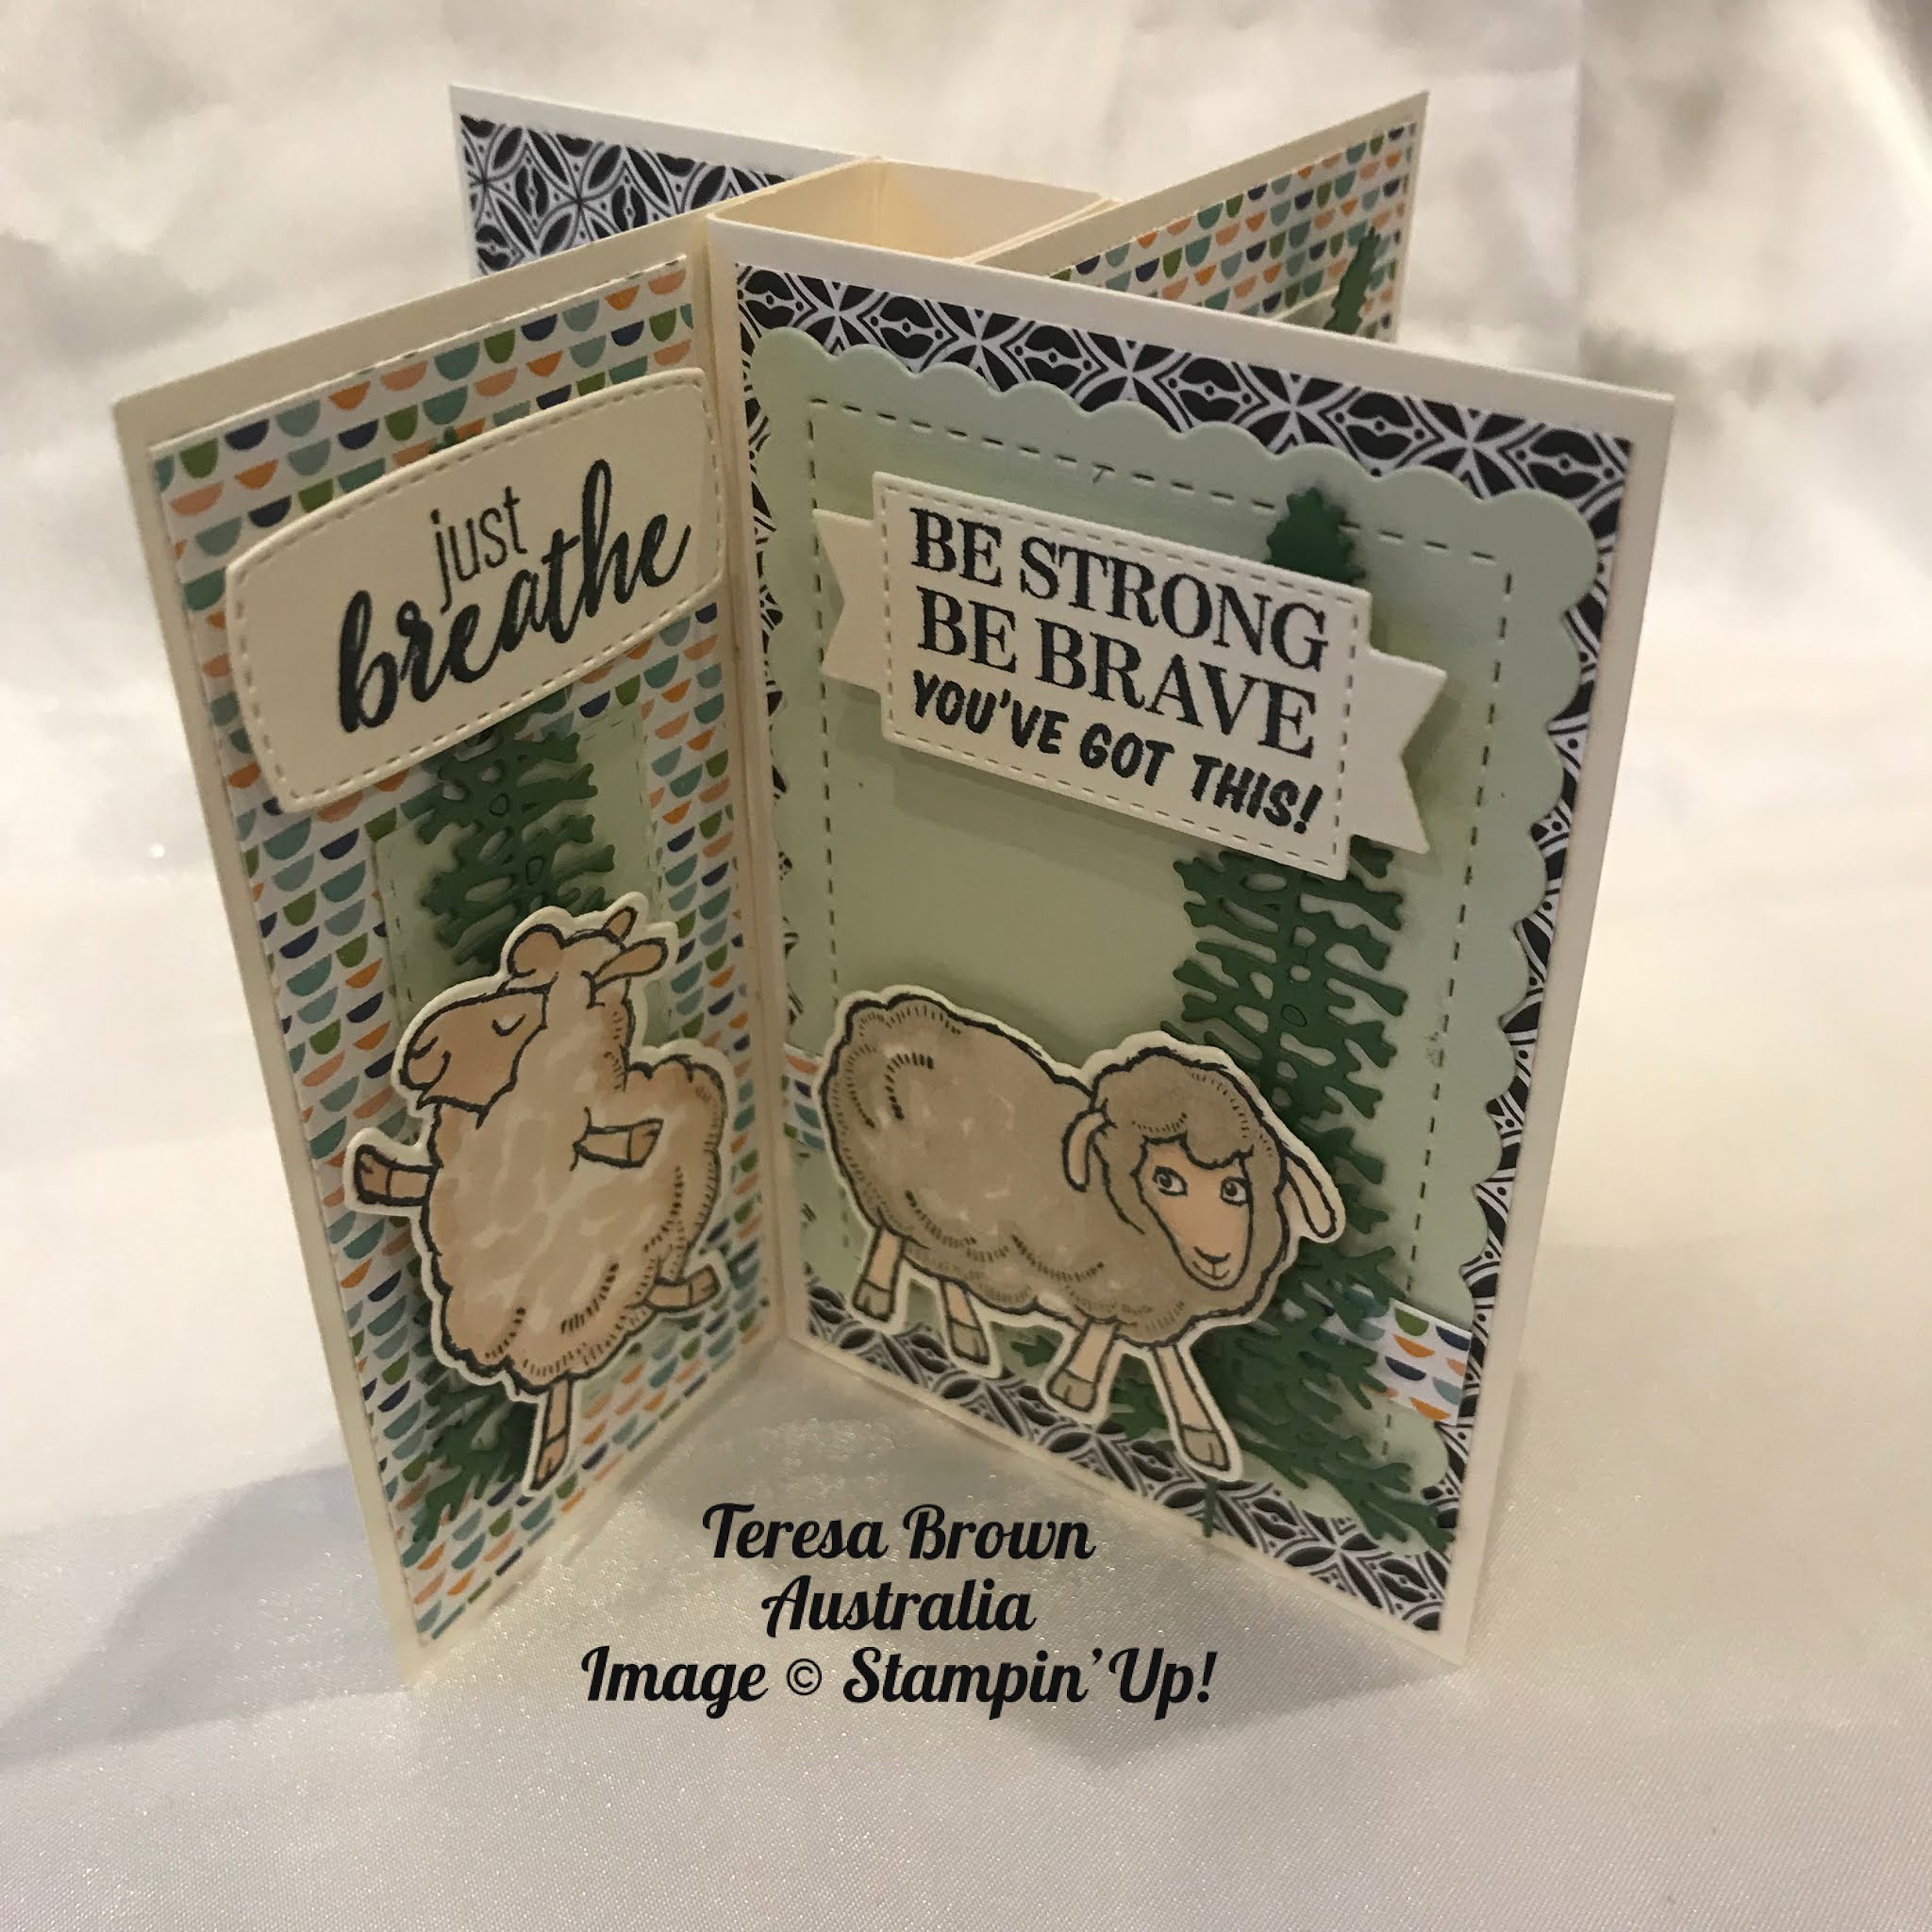 just
breathe
BE STRONG
BE BRAVE
YOU'VE GOT THIS!
Teresa Brown
Australia
Image © Stampin' Up!